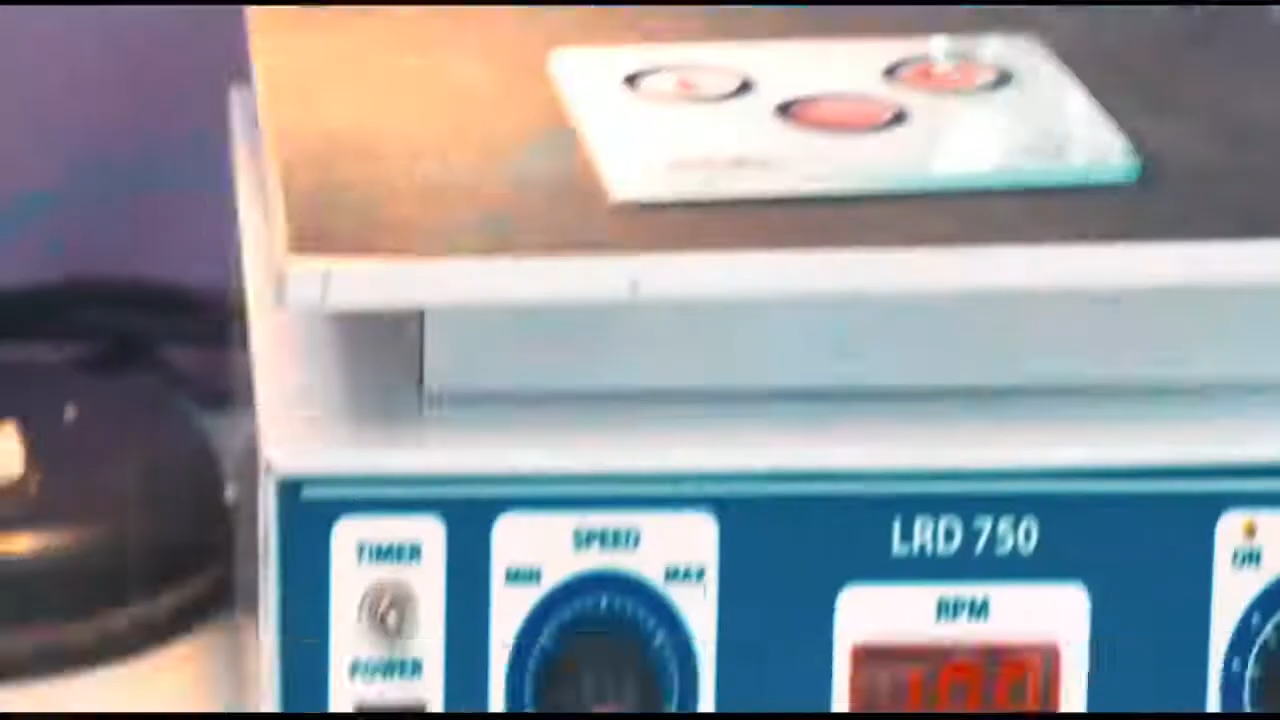 LRD 750
TIMER
SPEED
MIN
MAX
RPM
ON
POWER